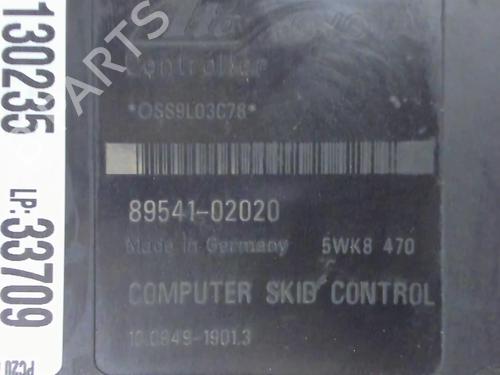 Controller
*OSS9L03C78*
89541-02020
Made in Germany 5WK8 470
COMPUTER SKID CONTROL
10.0849-1901.3
130235
LP: 33709
PARTS